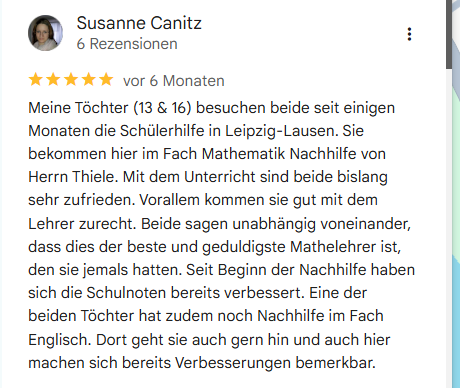 Susanne Canitz
6 Rezensionen
vor 6 Monaten
Meine Töchter (13 & 16) besuchen beide seit einigen
Monaten die Schülerhilfe in Leipzig-Lausen. Sie
bekommen hier im Fach Mathematik Nachhilfe von
Herrn Thiele. Mit dem Unterricht sind beide bislang
sehr zufrieden. Vorallem kommen sie gut mit dem
Lehrer zurecht. Beide sagen unabhängig voneinander,
dass dies der beste und geduldigste Mathelehrer ist,
den sie jemals hatten. Seit Beginn der Nachhilfe haben
sich die Schulnoten bereits verbessert. Eine der
beiden Töchter hat zudem noch Nachhilfe im Fach
Englisch. Dort geht sie auch gern hin und auch hier
machen sich bereits Verbesserungen bemerkbar.